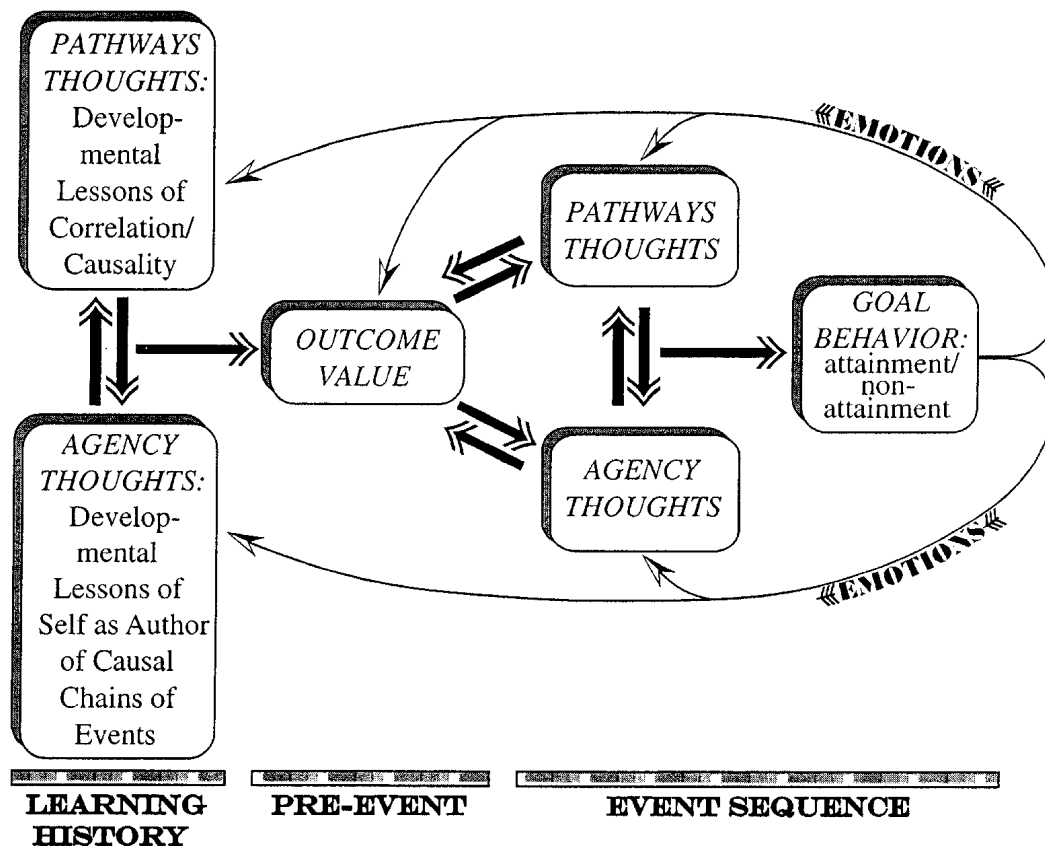 PATHWAYS
THOUGHTS:
Develop-
mental
Lessons of
Correlation/
Causality
AGENCY
THOUGHTS:
Develop-
mental
Lessons of
Self as Author
of Causal
Chains of
Events
OUTCOME
VALUE
PATHWAYS
THOUGHTS
AGENCY
THOUGHTS
GOAL
BEHAVIOR:
attainment/
non-
attainment
EMOTIONS
EMOTIONS
LEARNING
HISTORY
PRE-EVENT
EVENT SEQUENCE